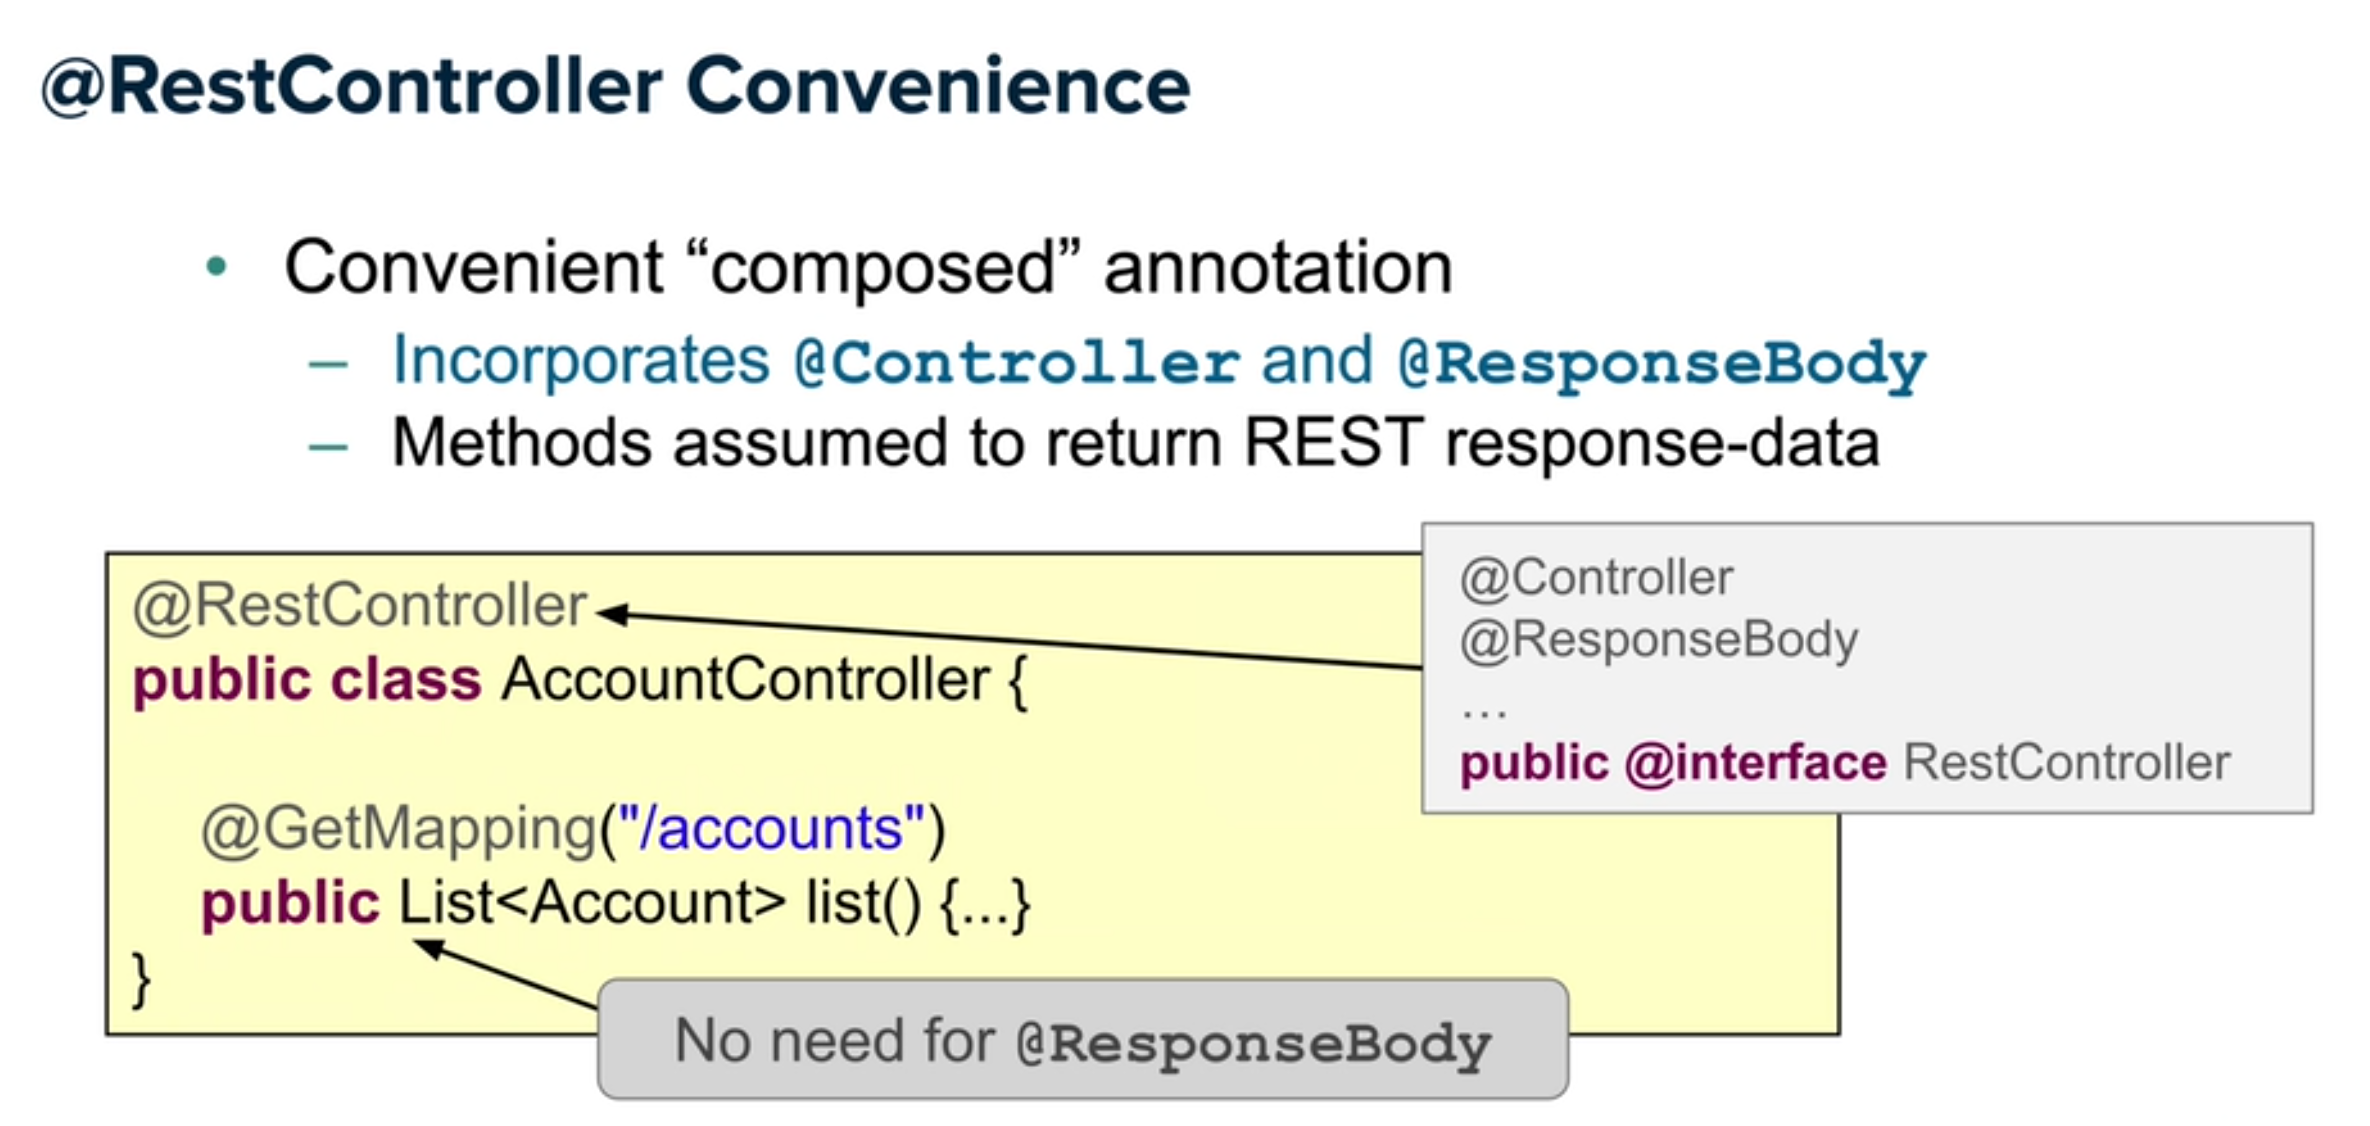 @RestController Convenience
• Convenient “composed” annotation
– Incorporates @Controller and @ResponseBody
– Methods assumed to return REST response-data
@RestController
public class AccountController {
@GetMapping("/accounts")
public List<Account> list() {...}
}
@Controller
@ResponseBody
...
public @interface RestController
No need for @ResponseBody